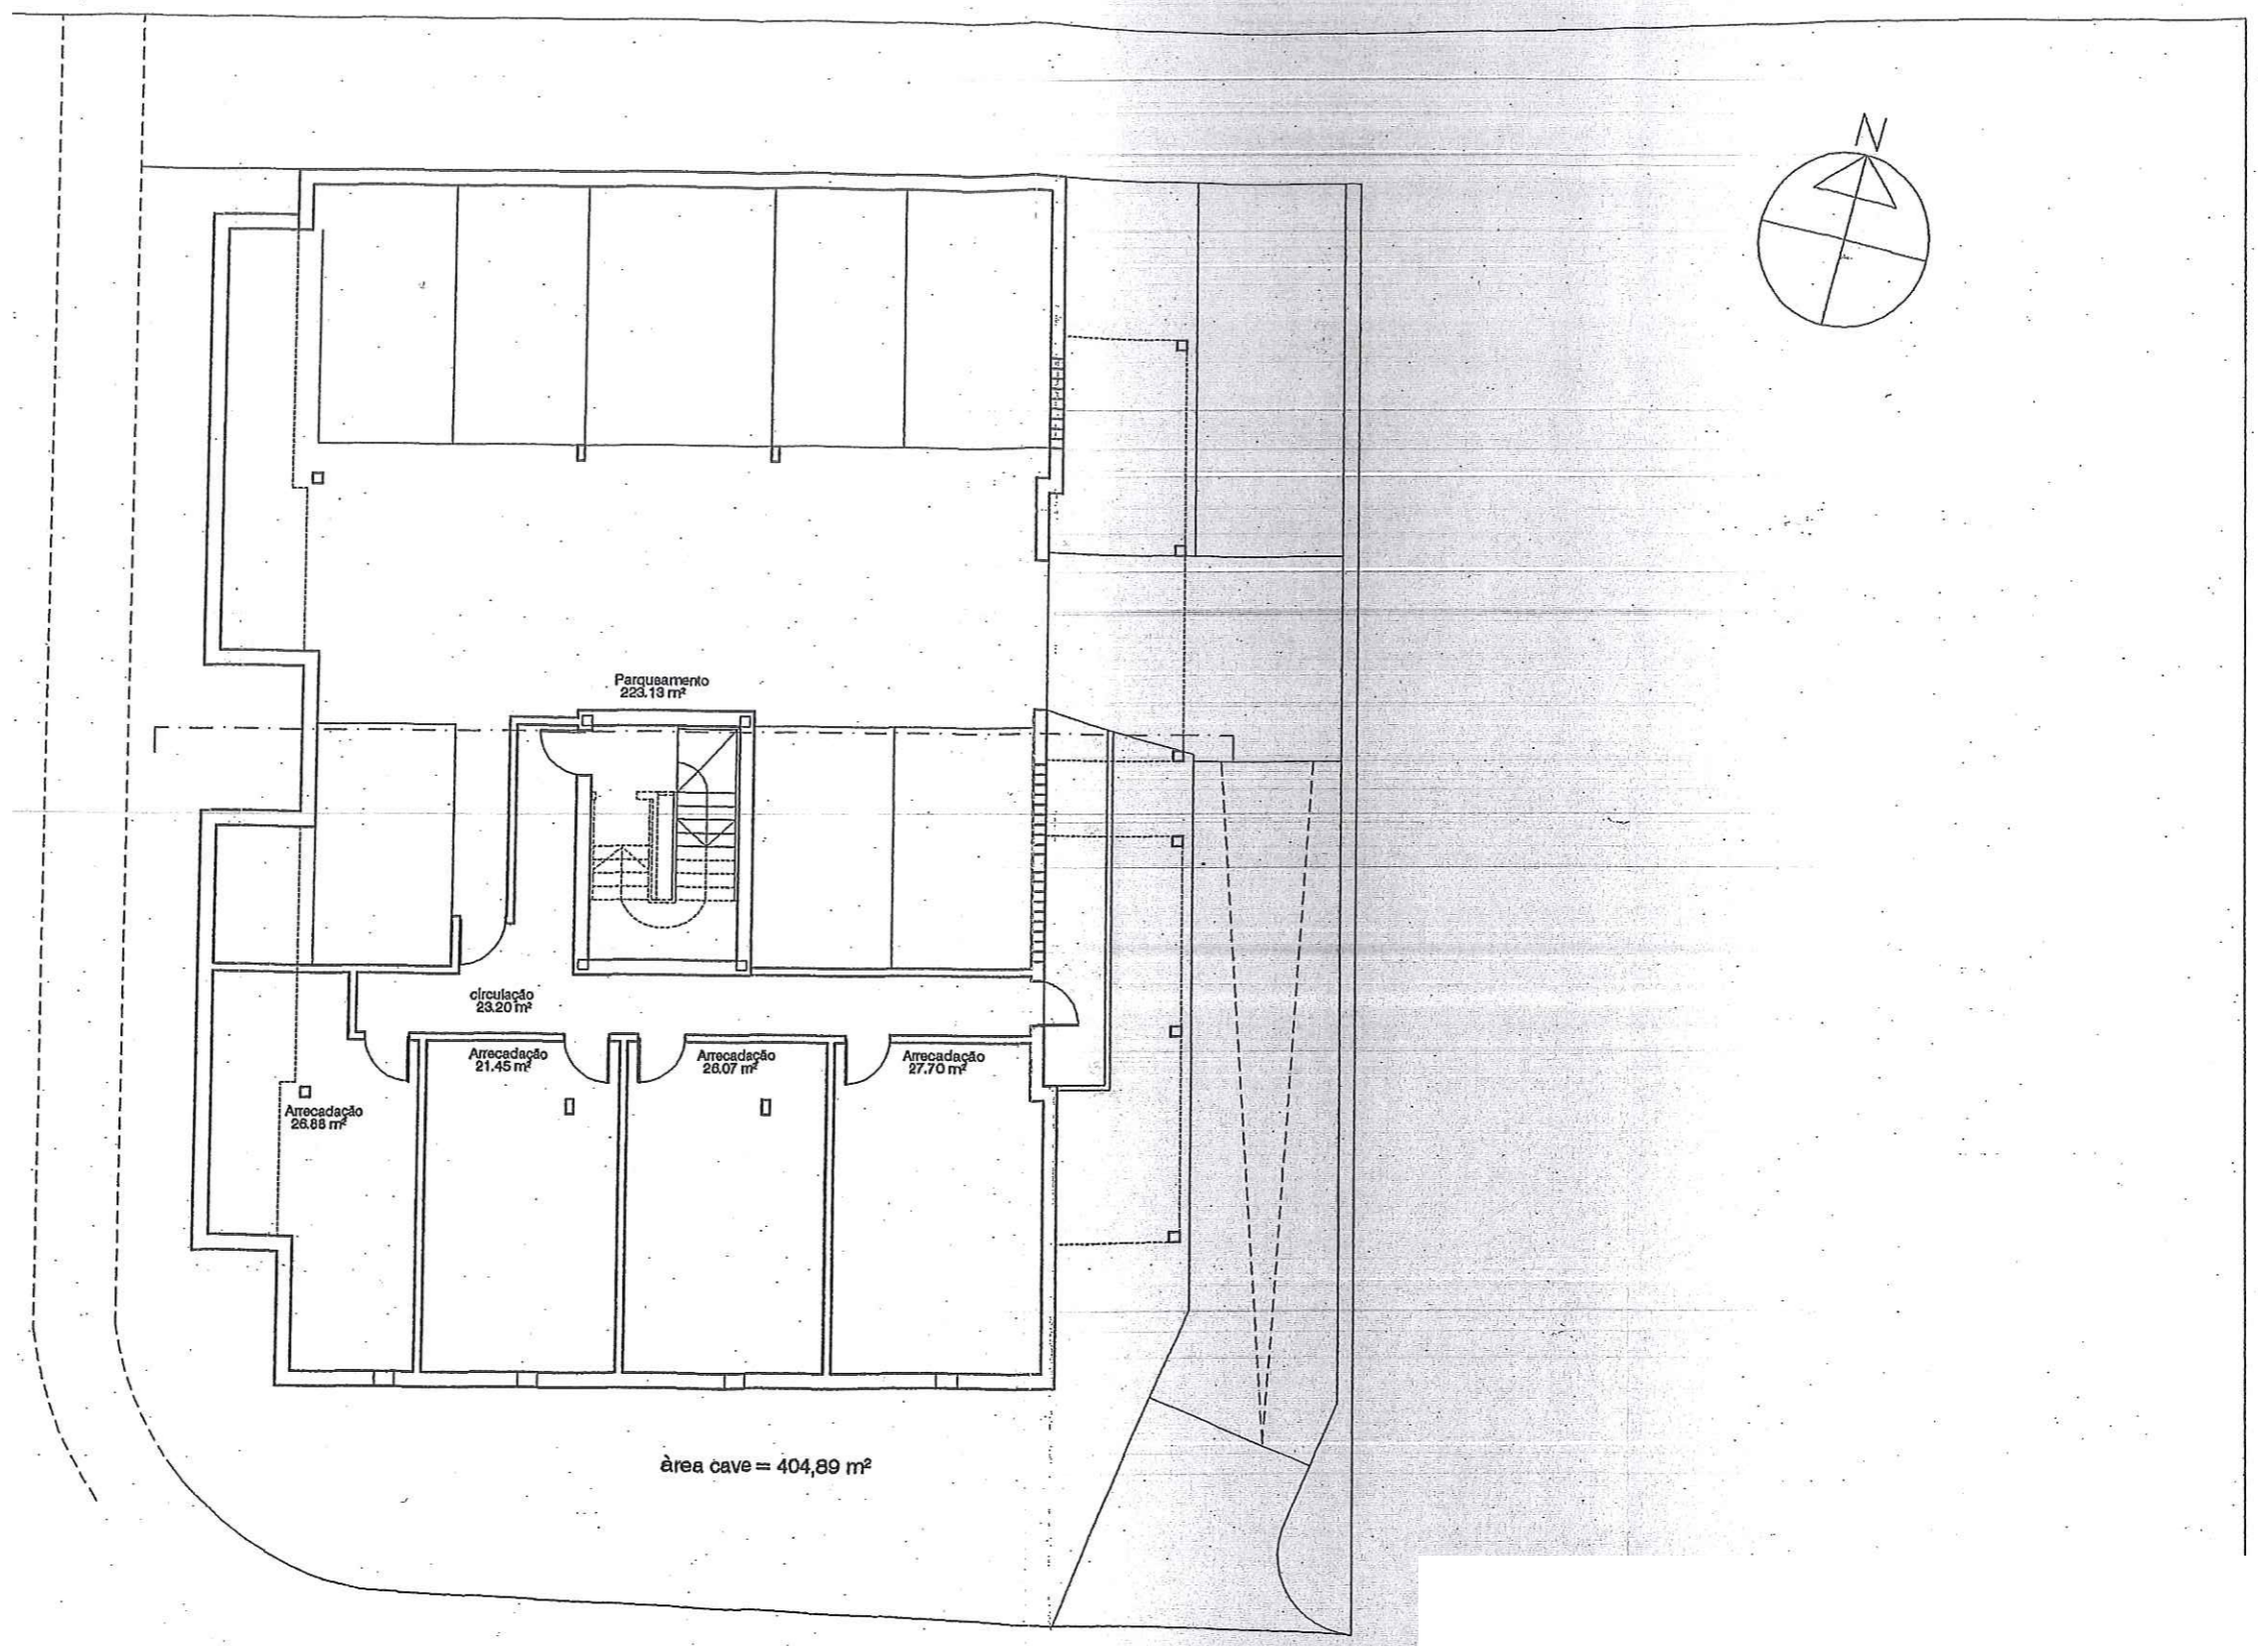 N
Parqueamento
223.13 m²
circulação
23.20 m²
Arrecadação
21.45 m²
Arrecadação
26.07 m²
Arrecadação
27.70 m²
Arrecadação
26.88 m²
àrea cave = 404,89 m²